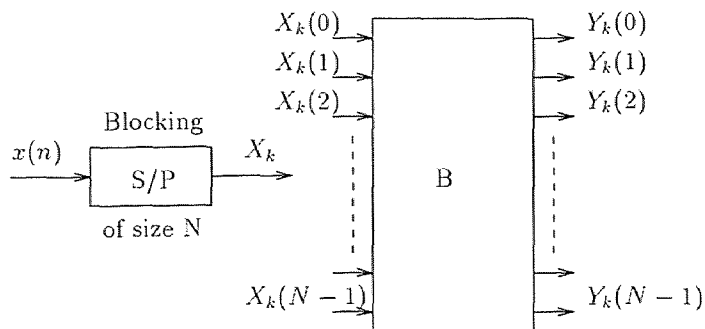 X_k(0) Y_k(0)
X_k(1) Y_k(1)
X_k(2) Y_k(2)
Blocking
x(n) S/P X_k B
of size N
X_k(N − 1) Y_k(N − 1)